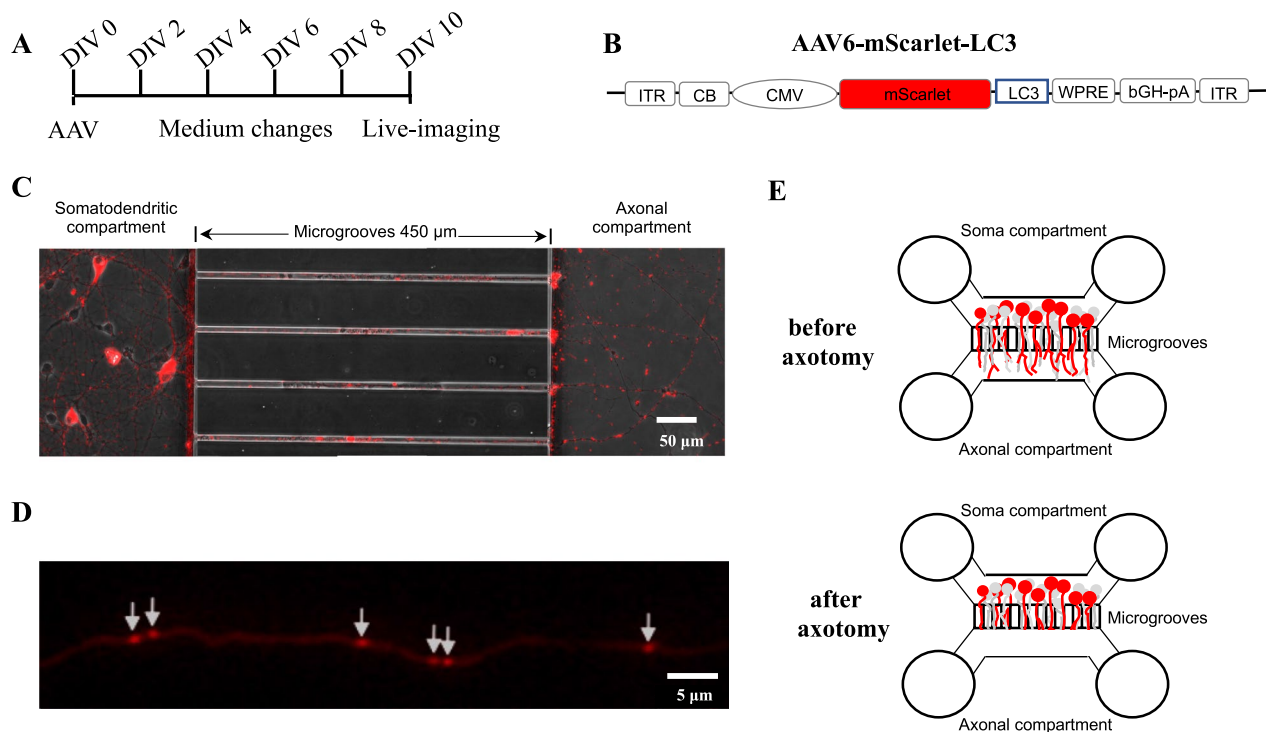 A
DIV 0
DIV 2
DIV 4
DIV 6
DIV 8
DIV 10
AAV
Medium changes
Live-imaging
B
AAV6-mScarlet-LC3
ITR
CB
CMV
mScarlet
LC3
WPRE
bGH-pA
ITR
C
Somatodendritic
compartment
Microgrooves 450 µm
Axonal
compartment
50 µm
D
5 µm
E
Soma compartment
before
axotomy
Microgrooves
Axonal compartment
Soma compartment
after
axotomy
Microgrooves
Axonal compartment